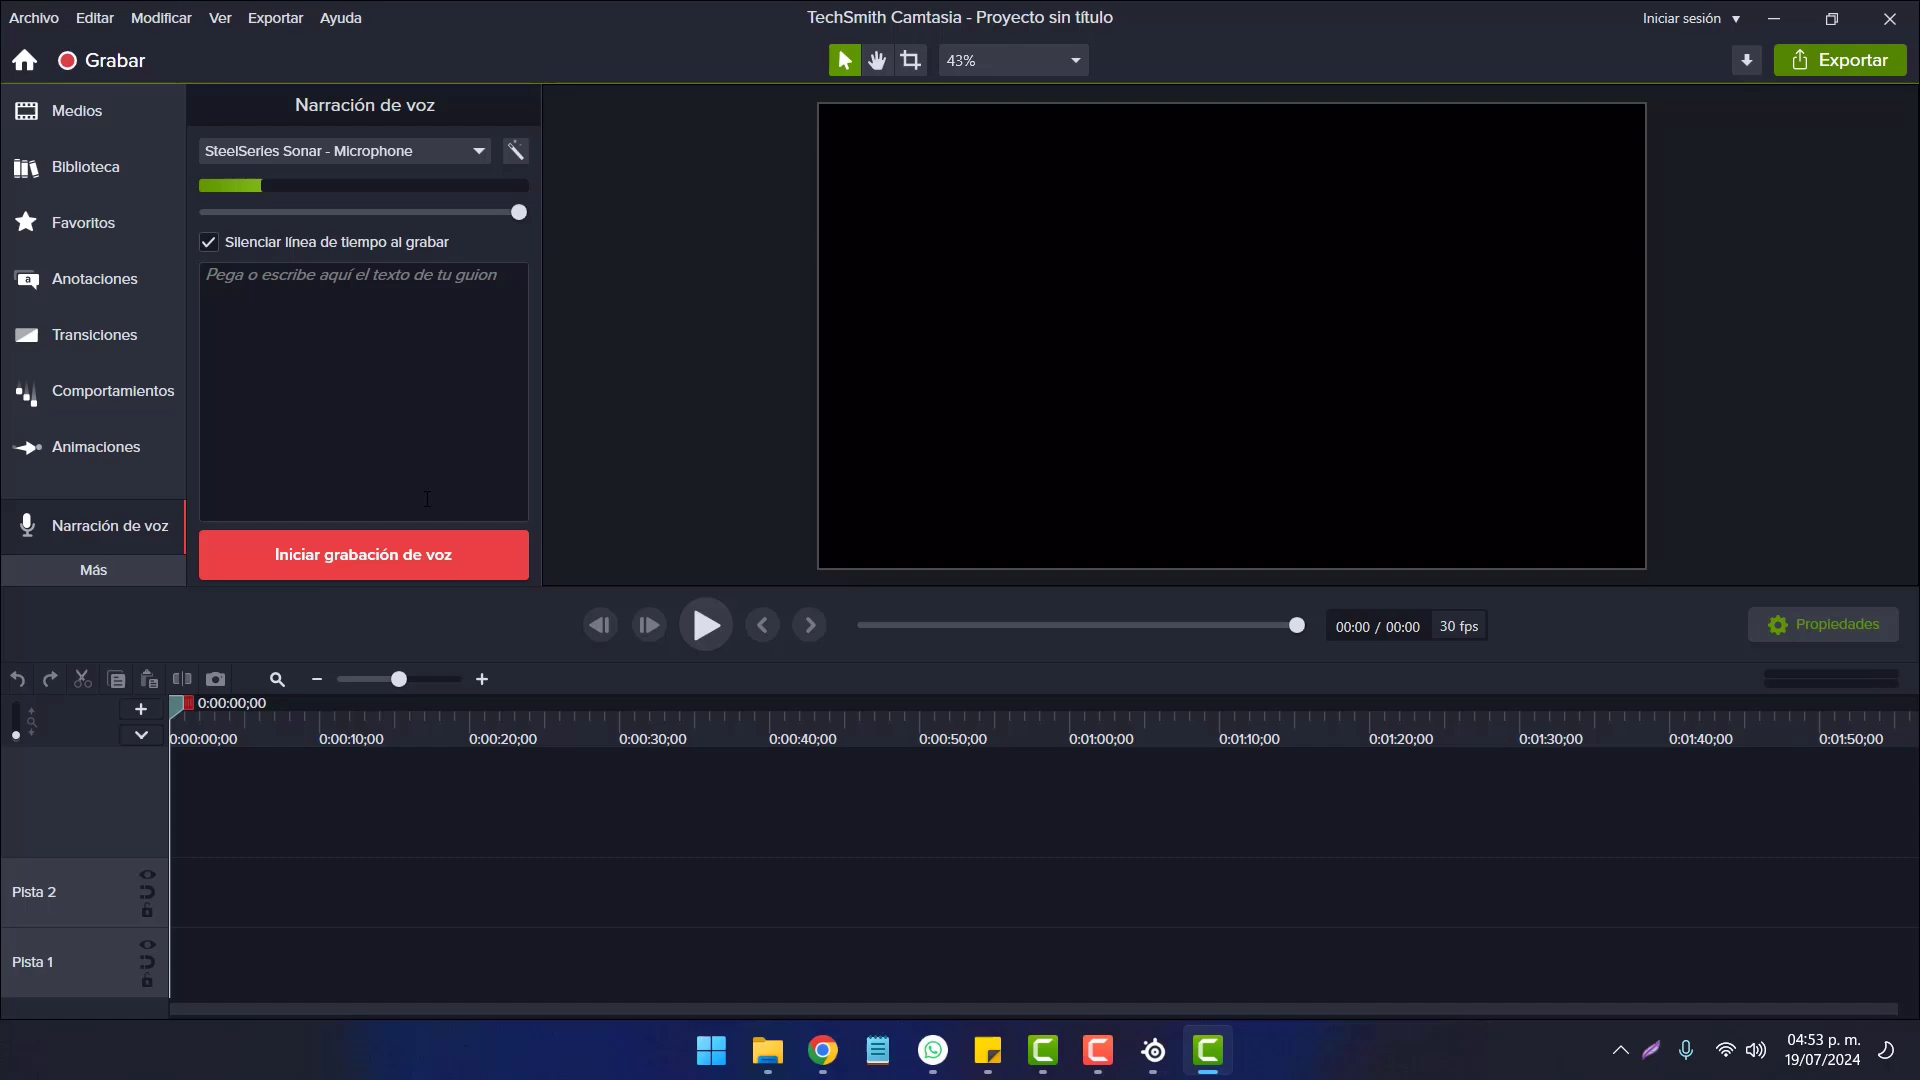 Archivo Editar Modificar Ver Exportar Ayuda
TechSmith Camtasia - Proyecto sin título
Iniciar sesión
Grabar
43%
Exportar
Medios
Biblioteca
Favoritos
Anotaciones
Transiciones
Comportamientos
Animaciones
Narración de voz
Más
Narración de voz
SteelSeries Sonar - Microphone
Silenciar línea de tiempo al grabar
Pega o escribe aquí el texto de tu guion
Iniciar grabación de voz
00:00 / 00:00
30 fps
Propiedades
0:00:00;00
0:00:00;00 0:00:10;00 0:00:20;00 0:00:30;00 0:00:40;00 0:00:50;00 0:01:00;00 0:01:10;00 0:01:20;00 0:01:30;00 0:01:40;00 0:01:50;00
Pista 2
Pista 1
04:53 p. m.
19/07/2024